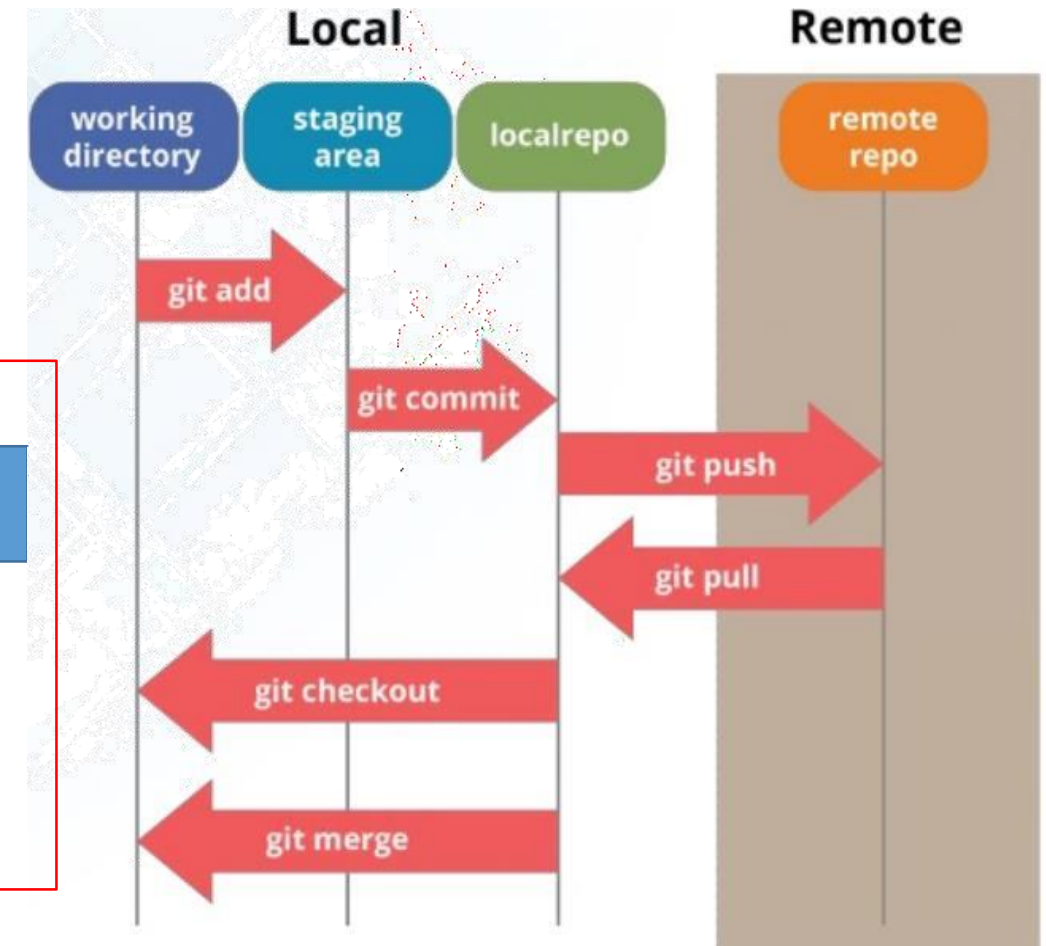 Local
Remote
working
directory
staging
area
localrepo
remote
repo
git add
git commit
git push
git pull
git checkout
git merge